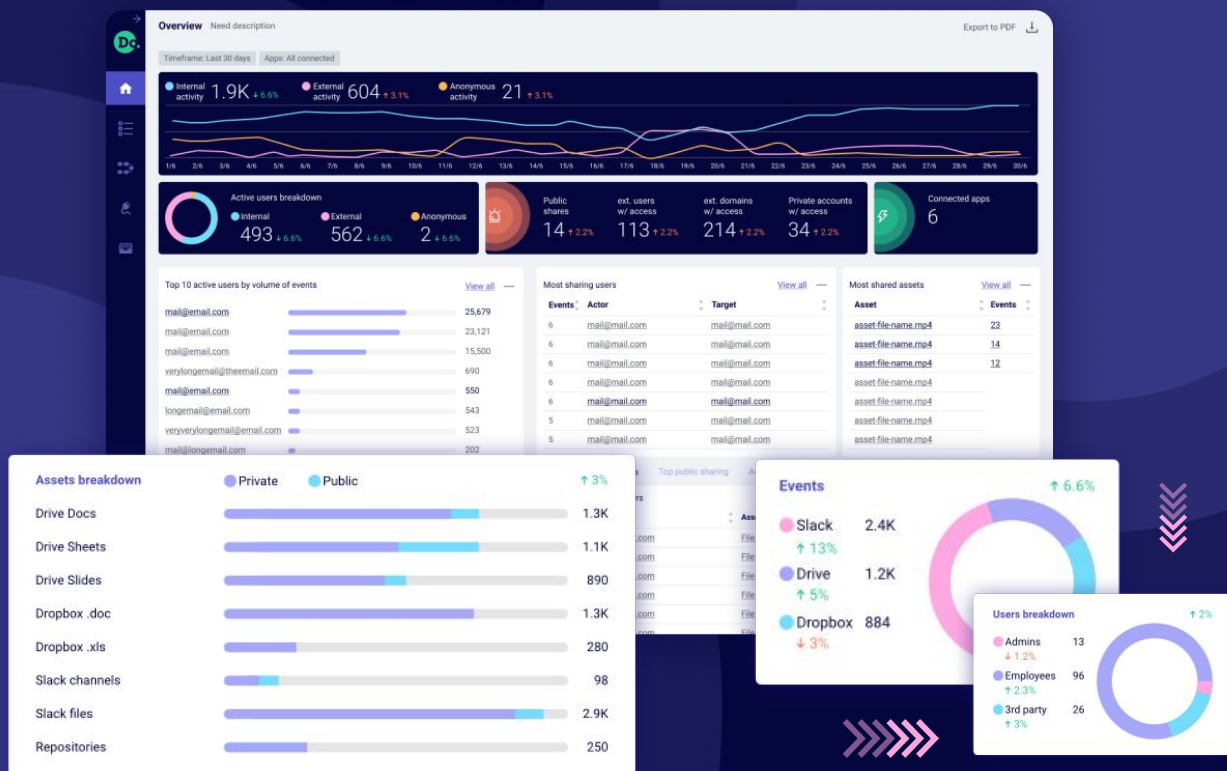 Overview Need description
Export to PDF
Do.
Timeframe: Last 30 days Apps: All connected
Internal activity 1.9K ↓ 6.6%
External activity 604 ↑ 3.1%
Anonymous activity 21 ↑ 3.1%
1/6 2/6 3/6 4/6 5/6 6/6 7/6 8/6 9/6 10/6 11/6 12/6 13/6 14/6 15/6 16/6 17/6 18/6 19/6 20/6 21/6 22/6 23/6 24/6 25/6 26/6 27/6 28/6 29/6 30/6
Active users breakdown
Internal External Anonymous
493 ↓ 6.6% 562 ↓ 6.6% 2 ↓ 6.6%
Public shares
14 ↑ 2.2%
ext. users w/ access
113 ↑ 2.2%
ext. domains w/ access
214 ↑ 2.2%
Private accounts w/ access
34 ↑ 2.2%
Connected apps
6
Top 10 active users by volume of events View all
mail@email.com 25,679
mail@email.com 23,121
mail@email.com 15,500
verylongemail@theemail.com 690
mail@email.com 550
longemail@email.com 543
veryverylongemail@email.com 523
mail@longemail.com 202
Most sharing users View all
Events Actor Target
6 mail@mail.com mail@mail.com
6 mail@mail.com mail@mail.com
6 mail@mail.com mail@mail.com
6 mail@mail.com mail@mail.com
6 mail@mail.com mail@mail.com
5 mail@mail.com mail@mail.com
5 mail@mail.com mail@mail.com
Most shared assets View all
Asset Events
asset-file-name.mp4 23
asset-file-name.mp4 14
asset-file-name.mp4 12
asset-file-name.mp4
asset-file-name.mp4
asset-file-name.mp4
asset-file-name.mp4
Top public sharing
.com File
.com File
.com File
.com File
.com File
Assets breakdown Private Public ↑ 3%
Drive Docs 1.3K
Drive Sheets 1.1K
Drive Slides 890
Dropbox .doc 1.3K
Dropbox .xls 280
Slack channels 98
Slack files 2.9K
Repositories 250
Events ↑ 6.6%
Slack 2.4K
↑ 13%
Drive 1.2K
↑ 5%
Dropbox 884
↓ 3%
Users breakdown ↑ 2%
Admins 13
↓ 1.2%
Employees 96
↑ 2.3%
3rd party 26
↑ 3%